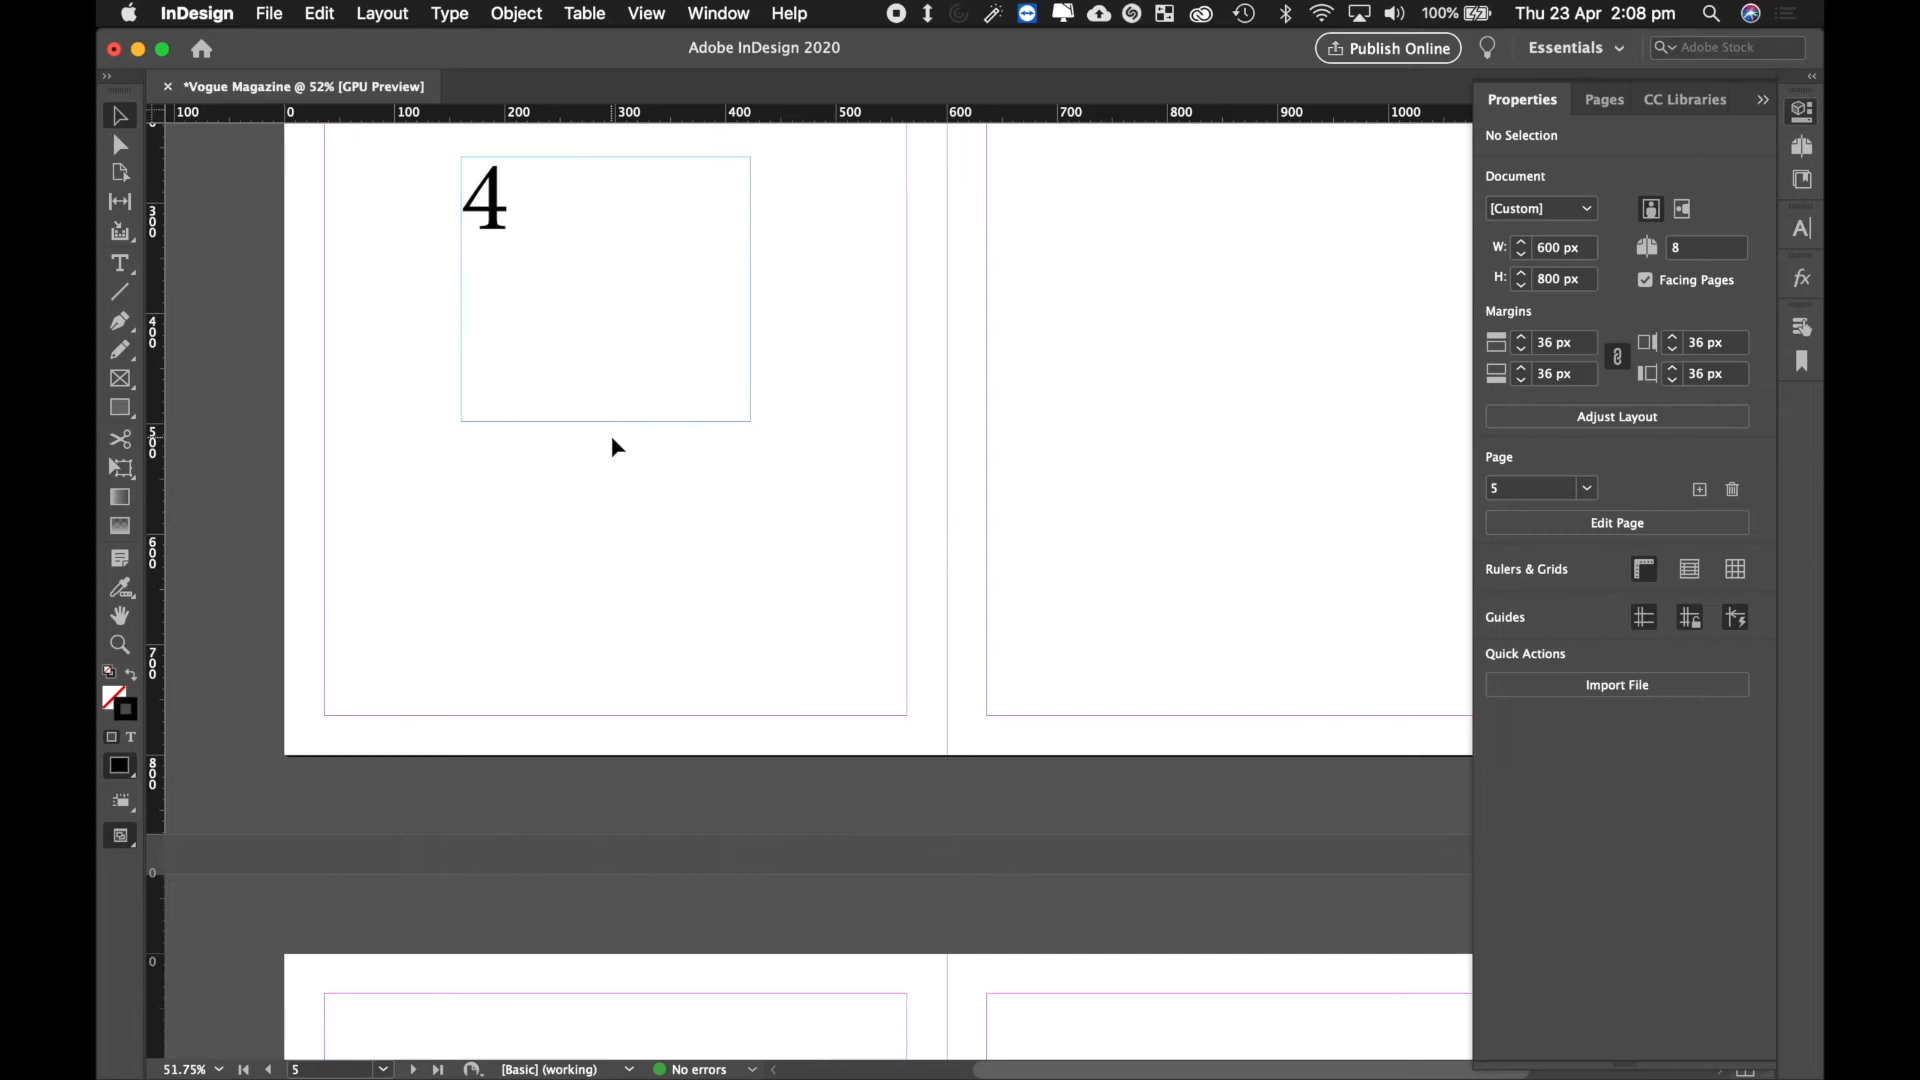 InDesign File Edit Layout Type Object Table View Window Help 100% Thu 23 Apr 2:08 pm
Adobe InDesign 2020 Publish Online Essentials Adobe Stock
× *Vogue Magazine @ 52% [GPU Preview]
100 0 100 200 300 400 500 600 700 800 900 1000
Properties Pages CC Libraries
No Selection
Document
[Custom]
W: 600 px 8
H: 800 px Facing Pages
Margins
36 px 36 px
36 px 36 px
Adjust Layout
Page
5
Edit Page
Rulers & Grids
Guides
Quick Actions
Import File
4
300
400
500
600
700
800
0
0
51.75% 5 [Basic] (working) No errors